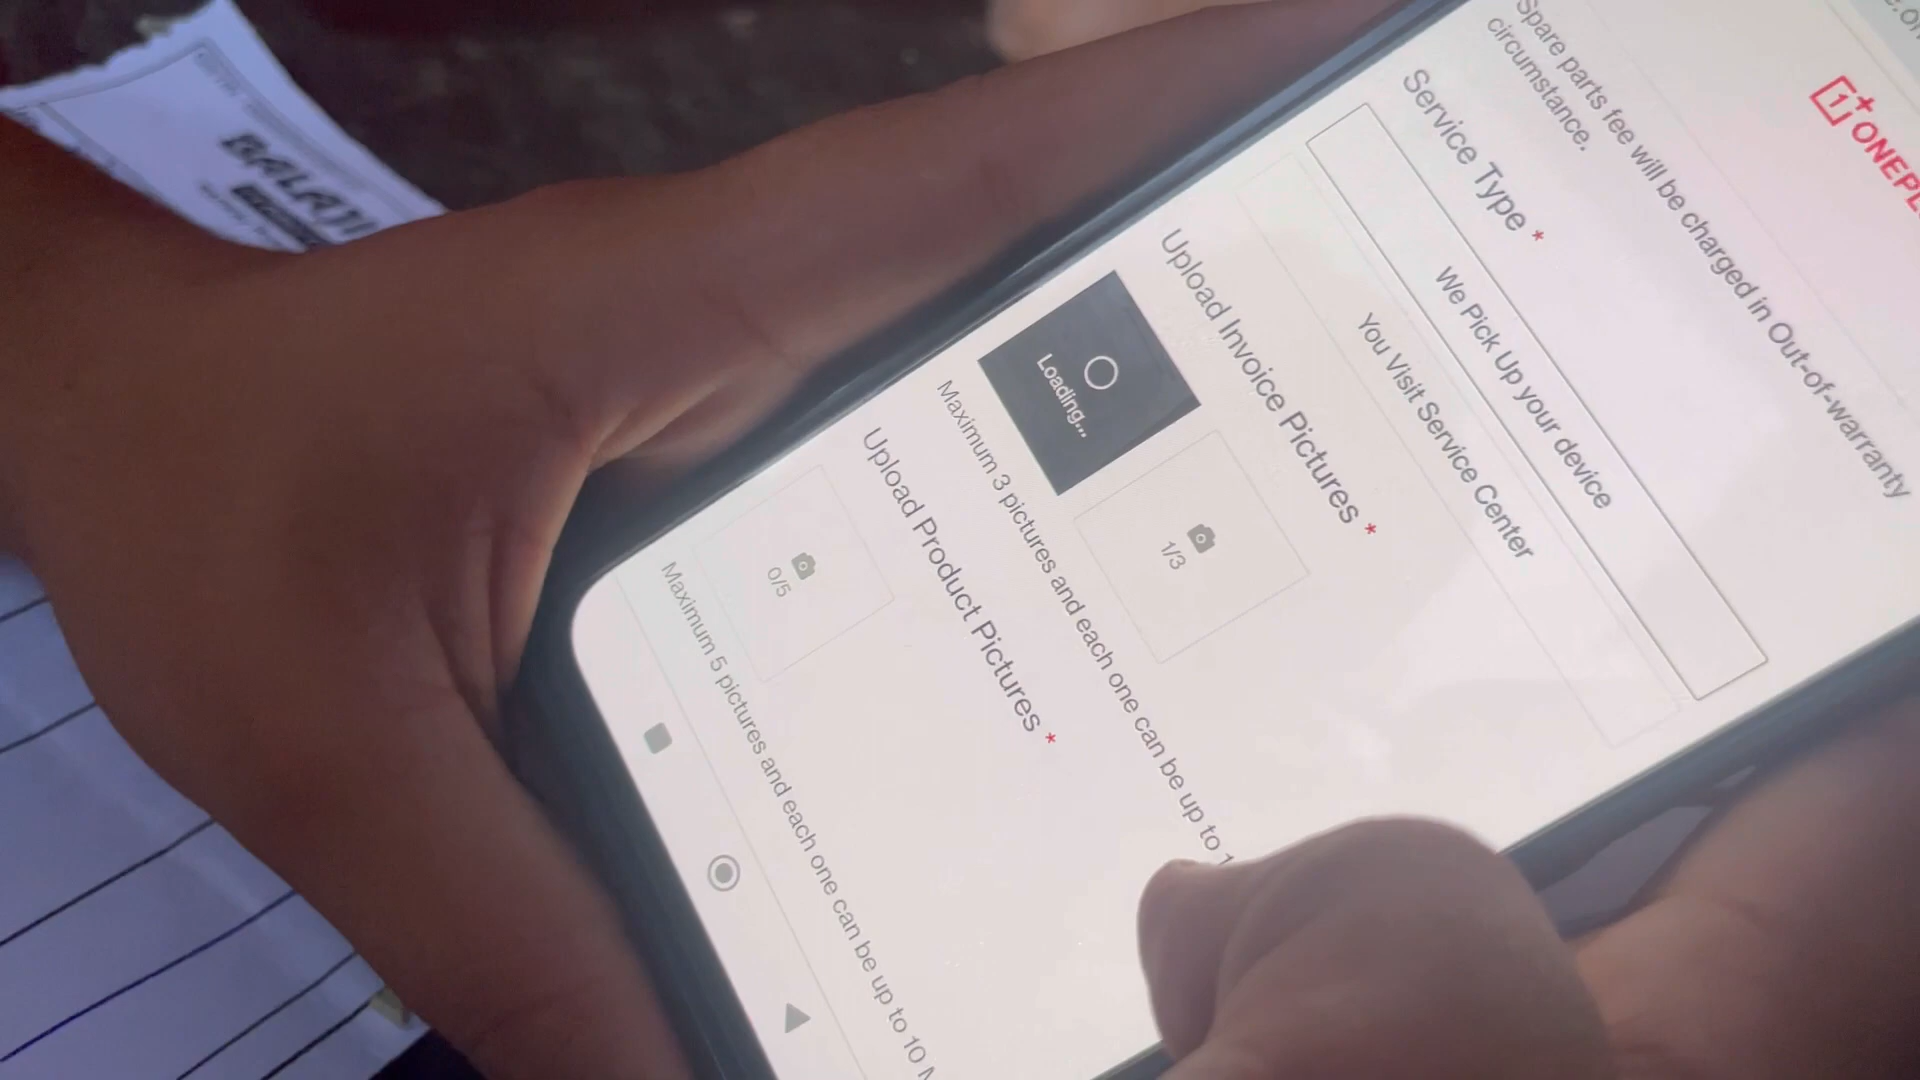 ONEPL
Spare parts fee will be charged in Out-of-warranty
circumstance.
Service Type *
We Pick Up your device
You Visit Service Center
Upload Invoice Pictures *
Loading...
1/3
Maximum 3 pictures and each one can be up to 1
Upload Product Pictures *
0/5
Maximum 5 pictures and each one can be up to 10 M
BALAJI